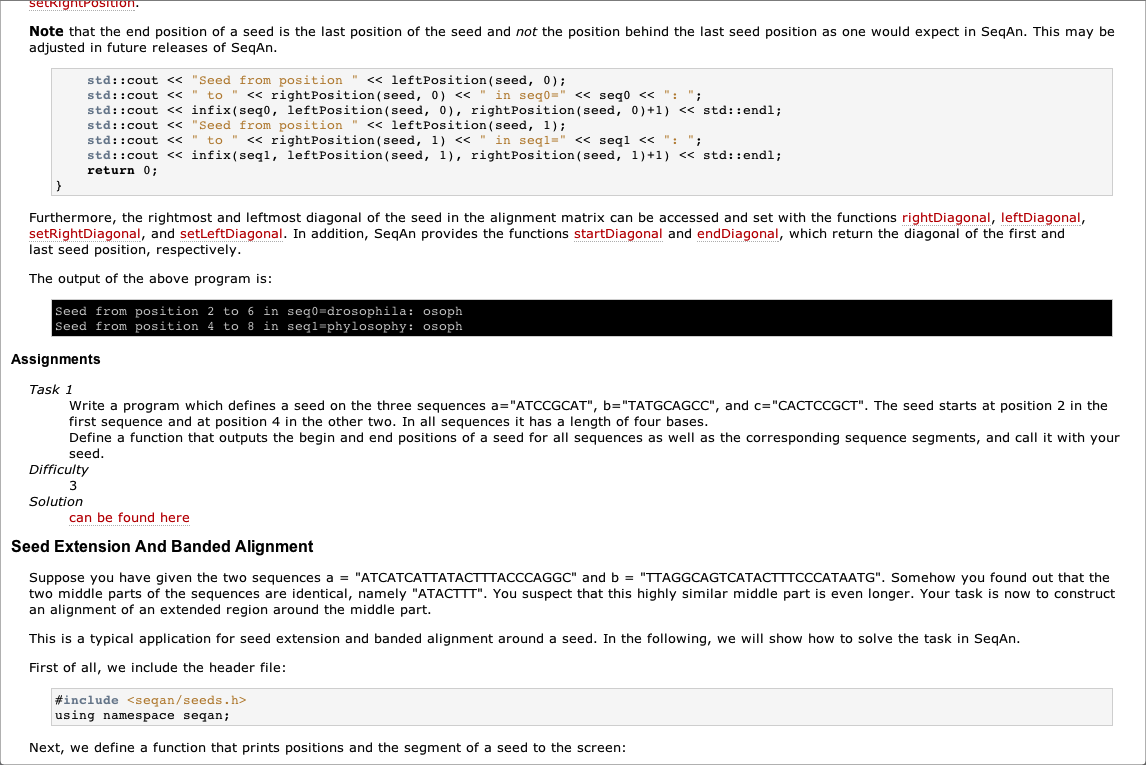 setRightPosition.
Note that the end position of a seed is the last position of the seed and not the position behind the last seed position as one would expect in SeqAn. This may be
adjusted in future releases of SeqAn.
std::cout << "Seed from position " << leftPosition(seed, 0);
std::cout << " to " << rightPosition(seed, 0) << " in seq0=" << seq0 << ": ";
std::cout << infix(seq0, leftPosition(seed, 0), rightPosition(seed, 0)+1) << std::endl;
std::cout << "Seed from position " << leftPosition(seed, 1);
std::cout << " to " << rightPosition(seed, 1) << " in seq1=" << seq1 << ": ";
std::cout << infix(seq1, leftPosition(seed, 1), rightPosition(seed, 1)+1) << std::endl;
return 0;
}
Furthermore, the rightmost and leftmost diagonal of the seed in the alignment matrix can be accessed and set with the functions rightDiagonal, leftDiagonal,
setRightDiagonal, and setLeftDiagonal. In addition, SeqAn provides the functions startDiagonal and endDiagonal, which return the diagonal of the first and
last seed position, respectively.
The output of the above program is:
Seed from position 2 to 6 in seq0=drosophila: osoph
Seed from position 4 to 8 in seq1=phylosophy: osoph
Assignments
Task 1
Write a program which defines a seed on the three sequences a="ATCCGCAT", b="TATGCAGCC", and c="CACTCCGCT". The seed starts at position 2 in the
first sequence and at position 4 in the other two. In all sequences it has a length of four bases.
Define a function that outputs the begin and end positions of a seed for all sequences as well as the corresponding sequence segments, and call it with your
seed.
Difficulty
3
Solution
can be found here
Seed Extension And Banded Alignment
Suppose you have given the two sequences a = "ATCATCATTATACTTTACCCAGGC" and b = "TTAGGCAGTCATACTTTCCCATAATG". Somehow you found out that the
two middle parts of the sequences are identical, namely "ATACTTT". You suspect that this highly similar middle part is even longer. Your task is now to construct
an alignment of an extended region around the middle part.
This is a typical application for seed extension and banded alignment around a seed. In the following, we will show how to solve the task in SeqAn.
First of all, we include the header file:
#include <seqan/seeds.h>
using namespace seqan;
Next, we define a function that prints positions and the segment of a seed to the screen: